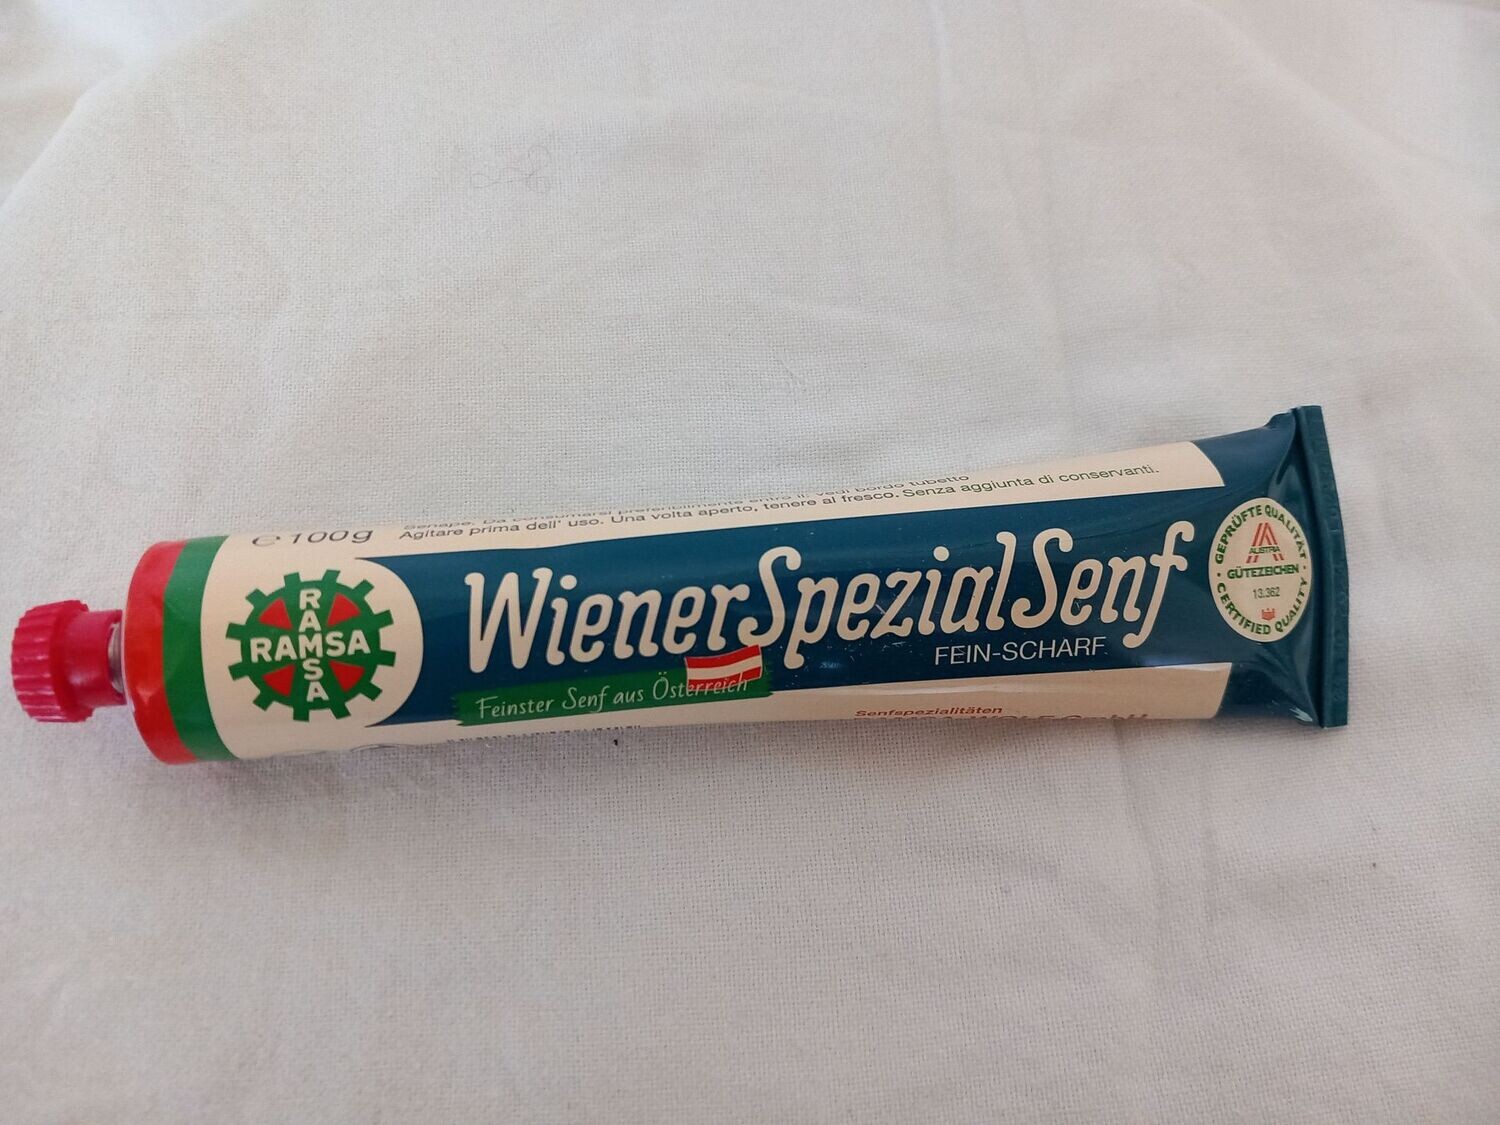 Senape. Da consumarsi preferibilmente entro il: vedi bordo tubetto
Agitare prima dell' uso. Una volta aperto, tenere al fresco. Senza aggiunta di conservanti.
e 100g
RAMSA
RAMSA
WienerSpezialSenf
FEIN-SCHARF
Feinster Senf aus Österreich
Senfspezialitäten
GEPRÜFTE QUALITÄT
AUSTRIA
GÜTEZEICHEN
13.362
CERTIFIED QUALITY